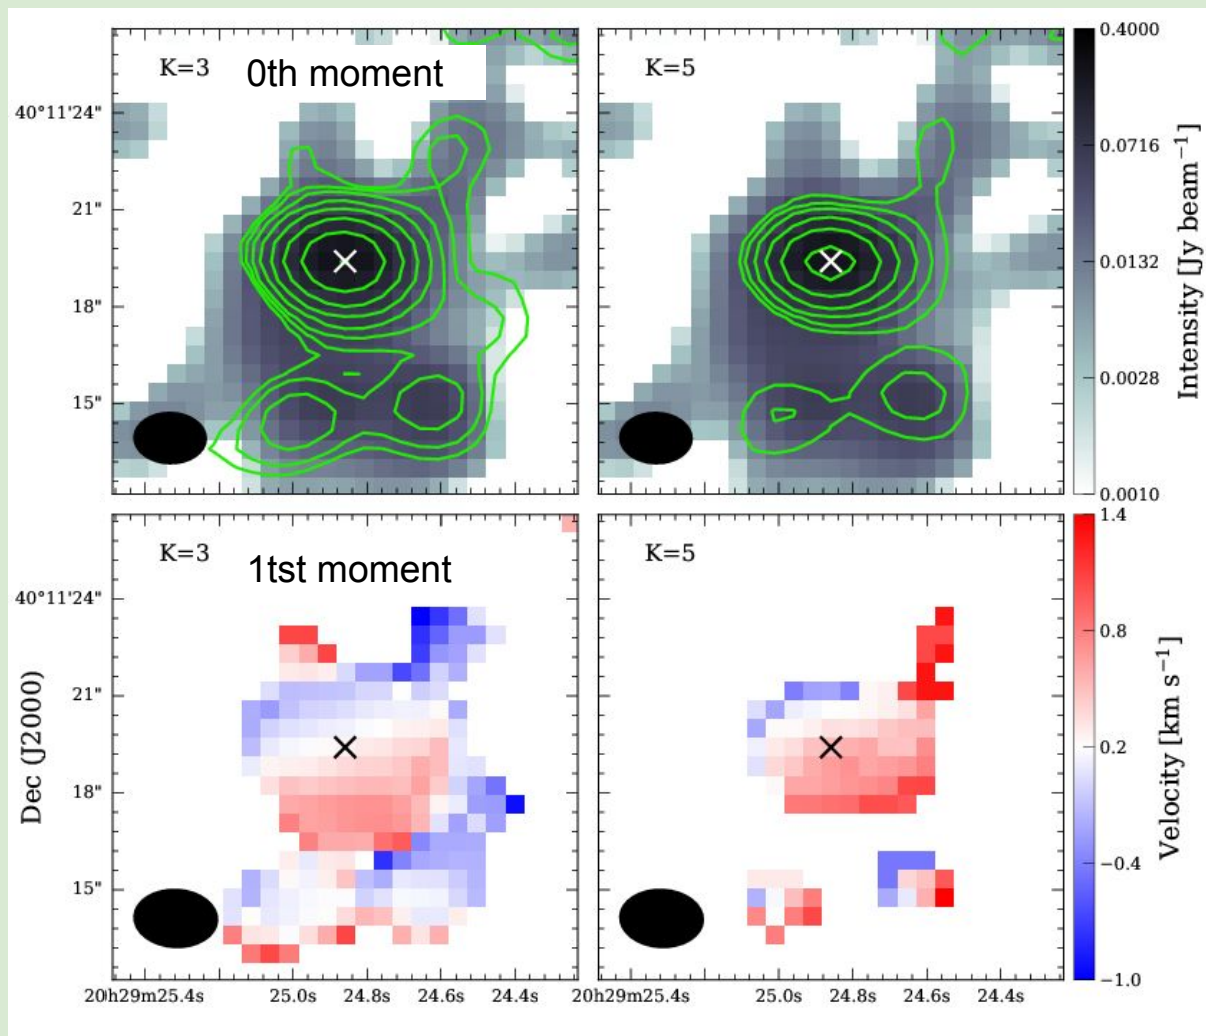 K=3
0th moment
K=5
40°11'24"
21"
18"
15"
0.4000
0.0716
0.0132
0.0028
0.0010
Intensity [Jy beam⁻¹]
K=3
1tst moment
K=5
40°11'24"
21"
18"
15"
Dec (J2000)
1.4
0.8
0.2
−0.4
−1.0
Velocity [km s⁻¹]
20h29m25.4s
25.0s
24.8s
24.6s
24.4s
20h29m25.4s
25.0s
24.8s
24.6s
24.4s